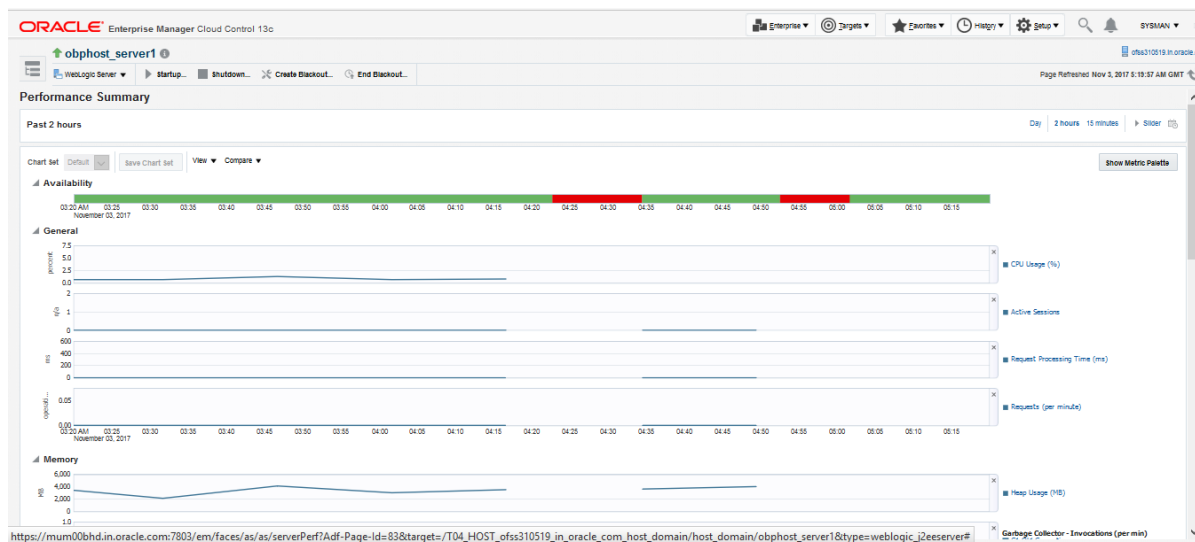 ORACLE Enterprise Manager Cloud Control 13c
Enterprise Targets Favorites History Setup SYSMAN
obphost_server1
ofss310519.in.oracle.
WebLogic Server Startup... Shutdown... Create Blackout... End Blackout...
Page Refreshed Nov 3, 2017 5:19:57 AM GMT
Performance Summary
Past 2 hours
Day 2 hours 15 minutes Slider
Chart Set Default Save Chart Set View Compare
Show Metric Palette
Availability
03:20 AM 03:25 03:30 03:35 03:40 03:45 03:50 03:55 04:00 04:05 04:10 04:15 04:20 04:25 04:30 04:35 04:40 04:45 04:50 04:55 05:00 05:05 05:10 05:15
November 03, 2017
General
7.5
5.0
2.5
0.0
percent
CPU Usage (%)
2
1
0
n/a
Active Sessions
600
400
200
0
ms
Request Processing Time (ms)
0.05
0.00
operati...
Requests (per minute)
03:20 AM 03:25 03:30 03:35 03:40 03:45 03:50 03:55 04:00 04:05 04:10 04:15 04:20 04:25 04:30 04:35 04:40 04:45 04:50 04:55 05:00 05:05 05:10 05:15
November 03, 2017
Memory
6,000
4,000
2,000
0
MB
Heap Usage (MB)
1.0
Garbage Collector - Invocations (per min)
https://mum00bhd.in.oracle.com:7803/em/faces/as/as/serverPerf?Adf-Page-Id=83&target=/T04_HOST_ofss310519_in_oracle_com_host_domain/host_domain/obphost_server1&type=weblogic_j2eeserver#